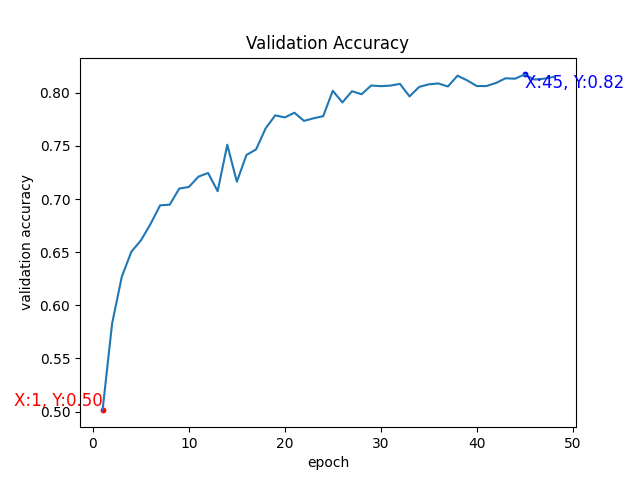 Validation Accuracy
validation accuracy
0.80
0.75
0.70
0.65
0.60
0.55
0.50
X:45, Y:0.82
X:1, Y:0.50
0
10
20
30
40
50
epoch